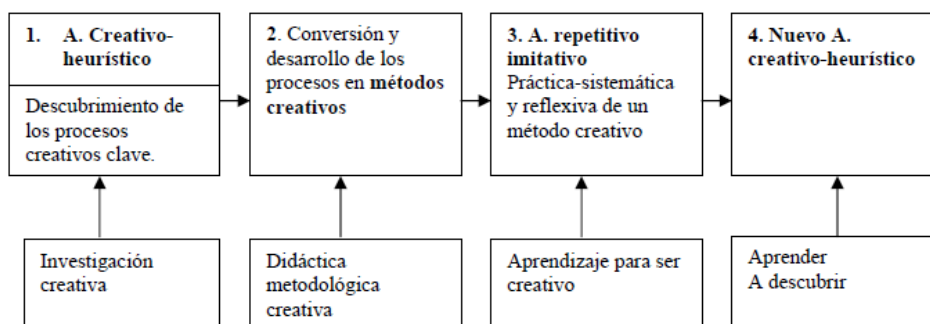 1. A. Creativo-
heurístico
Descubrimiento de
los procesos
creativos clave.
2. Conversión y
desarrollo de los
procesos en métodos
creativos
3. A. repetitivo
imitativo
Práctica-sistemática
y reflexiva de un
método creativo
4. Nuevo A.
creativo-heurístico
Investigación
creativa
Didáctica
metodológica
creativa
Aprendizaje para ser
creativo
Aprender
A descubrir